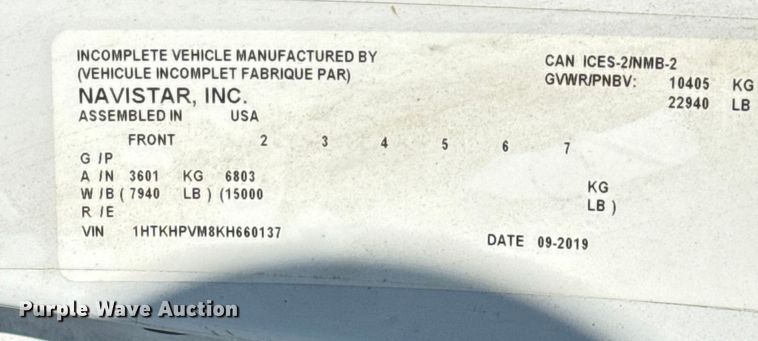 INCOMPLETE VEHICLE MANUFACTURED BY
(VEHICULE INCOMPLET FABRIQUE PAR)
NAVISTAR, INC.
ASSEMBLED IN USA
CAN ICES-2/NMB-2
GVWR/PNBV: 10405 KG
22940 LB
FRONT 2 3 4 5 6 7
G /P
A /N 3601 KG 6803 KG
W /B ( 7940 LB ) (15000 LB )
R /E
VIN 1HTKHPVM8KH660137
DATE 09-2019
Purple Wave Auction